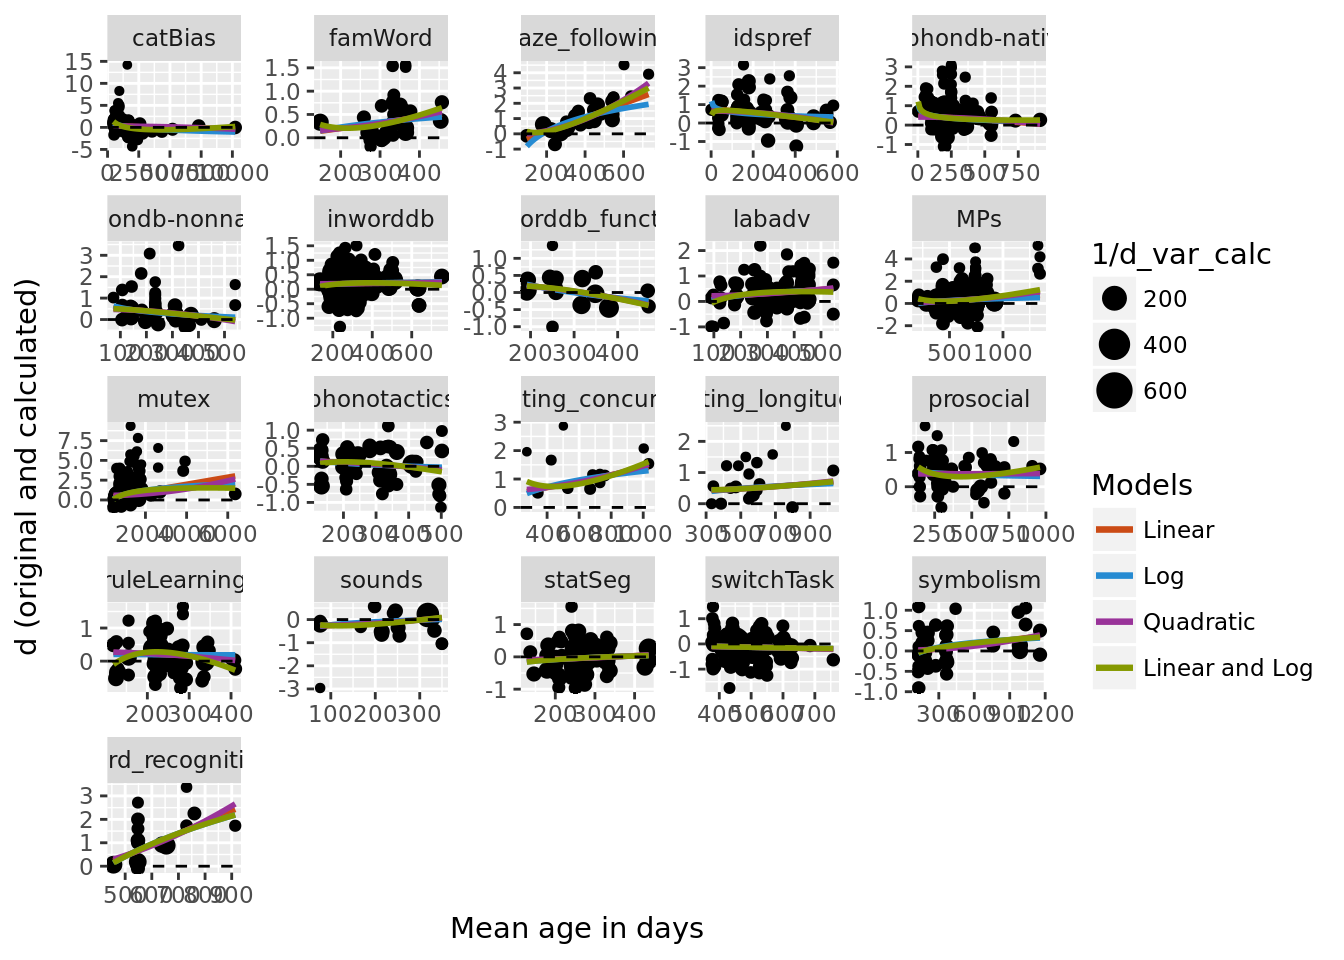 catBias
famWord
aze_followin
idspref
phondb-nativ
15
10
5
0
-5
1.5
1.0
0.5
0.0
4
3
2
1
0
-1
3
2
1
0
-1
3
2
1
0
-1
0 2500 5000 7500 10000
200 300 400
200 400 600
0 200 400 600
0 250 500 750
ondb-nonna
inworddb
orddb_funct
labadv
MPs
3
2
1
0
1.5
1.0
0.5
0.0
-0.5
-1.0
1.0
0.5
0.0
-0.5
-1.0
2
1
0
-1
4
2
0
-2
100 200 300 400 500
200 400 600
200 300 400
100 200 300 400 500
500 1000
mutex
phonotactics
ting_concur
ting_longitud
prosocial
7.5
5.0
2.5
0.0
1.0
0.5
0.0
-0.5
-1.0
3
2
1
0
2
1
0
1
0
2000 4000 6000
200 300 400 500
400 600 800 1000
300 500 700 900
250 500 750 1000
ruleLearning
sounds
statSeg
switchTask
symbolism
1
0
0
-1
-2
-3
1
0
-1
1
0
-1
1.0
0.5
0.0
-0.5
-1.0
200 300 400
100 200 300
200 300 400
400 500 600 700
300 600 900 1200
rd_recogniti
3
2
1
0
500 600 700 800 900
Mean age in days
d (original and calculated)
1/d_var_calc
200
400
600
Models
Linear
Log
Quadratic
Linear and Log